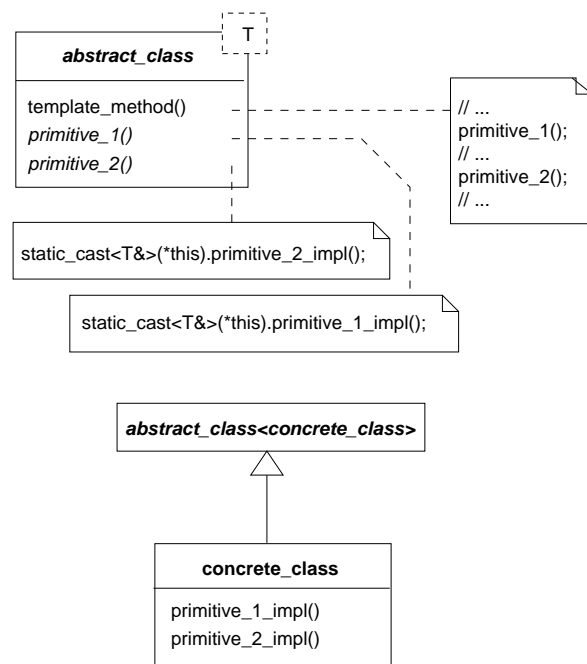 T
abstract_class
template_method()
primitive_1()
primitive_2()
// ...
primitive_1();
// ...
primitive_2();
// ...
static_cast<T&>(*this).primitive_2_impl();
static_cast<T&>(*this).primitive_1_impl();
abstract_class<concrete_class>
concrete_class
primitive_1_impl()
primitive_2_impl()